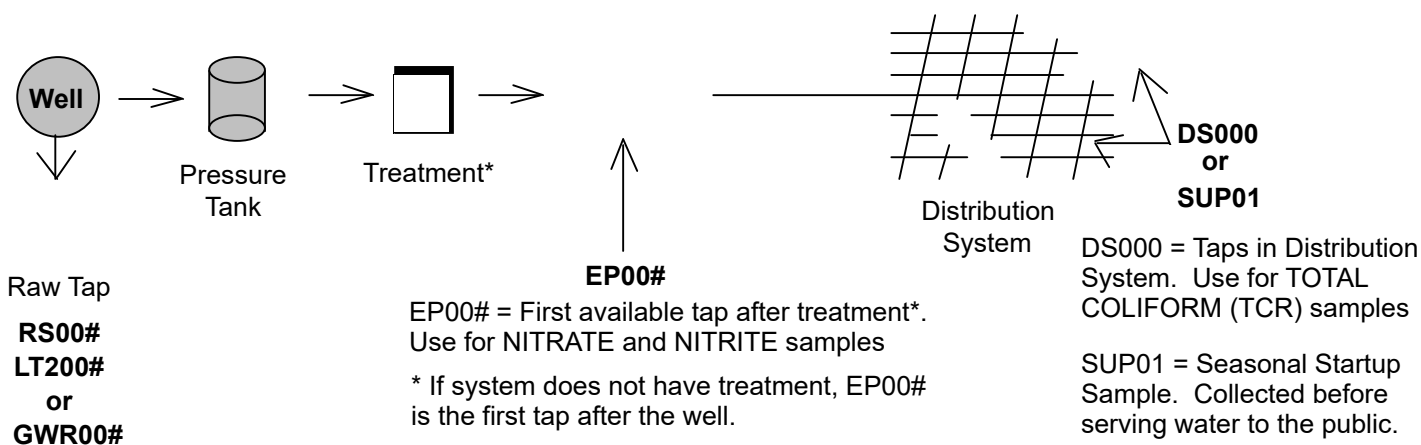 Well
Pressure
Tank
Treatment*
Distribution
System
DS000
or
SUP01
Raw Tap
RS00#
LT200#
or
GWR00#
EP00#
EP00# = First available tap after treatment*.
Use for NITRATE and NITRITE samples
* If system does not have treatment, EP00#
is the first tap after the well.
DS000 = Taps in Distribution
System.  Use for TOTAL
COLIFORM (TCR) samples
SUP01 = Seasonal Startup
Sample.  Collected before
serving water to the public.